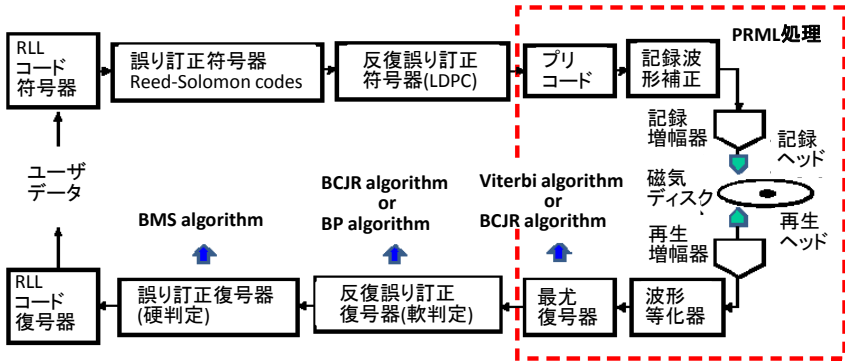 RLL
コード
符号器
誤り訂正符号器
Reed-Solomon codes
反復誤り訂正
符号器(LDPC)
プリ
コード
記録波
形補正
PRML処理
記録
増幅器
記録
ヘッド
磁気
ディスク
再生
増幅器
再生
ヘッド
ユーザ
データ
BMS algorithm
BCJR algorithm
or
BP algorithm
Viterbi algorithm
or
BCJR algorithm
RLL
コード
復号器
誤り訂正復号器
(硬判定)
反復誤り訂正
復号器(軟判定)
最尤
復号器
波形
等化器